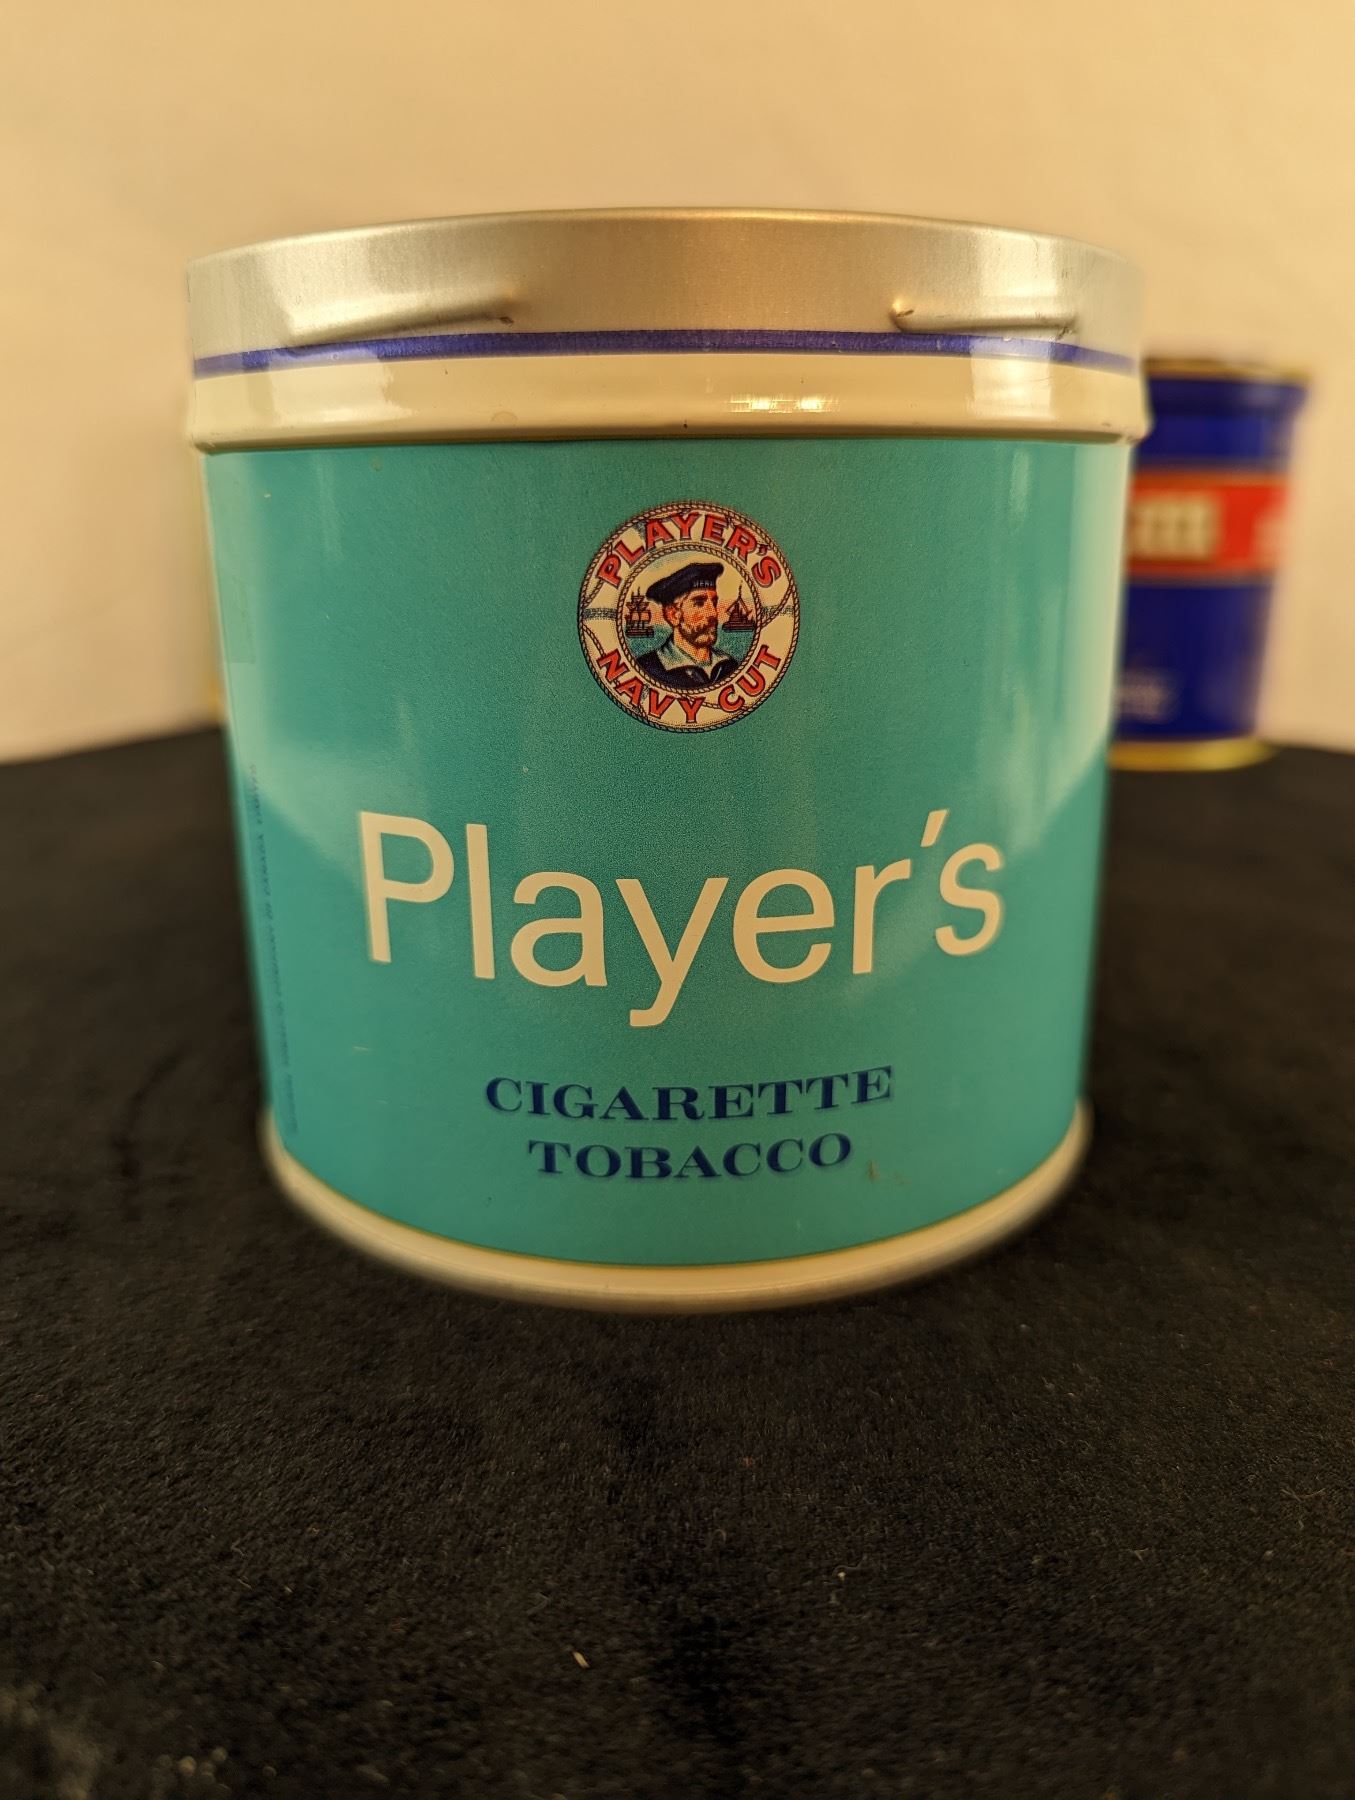 PLAYER'S
NAVY CUT
Player's
CIGARETTE
TOBACCO